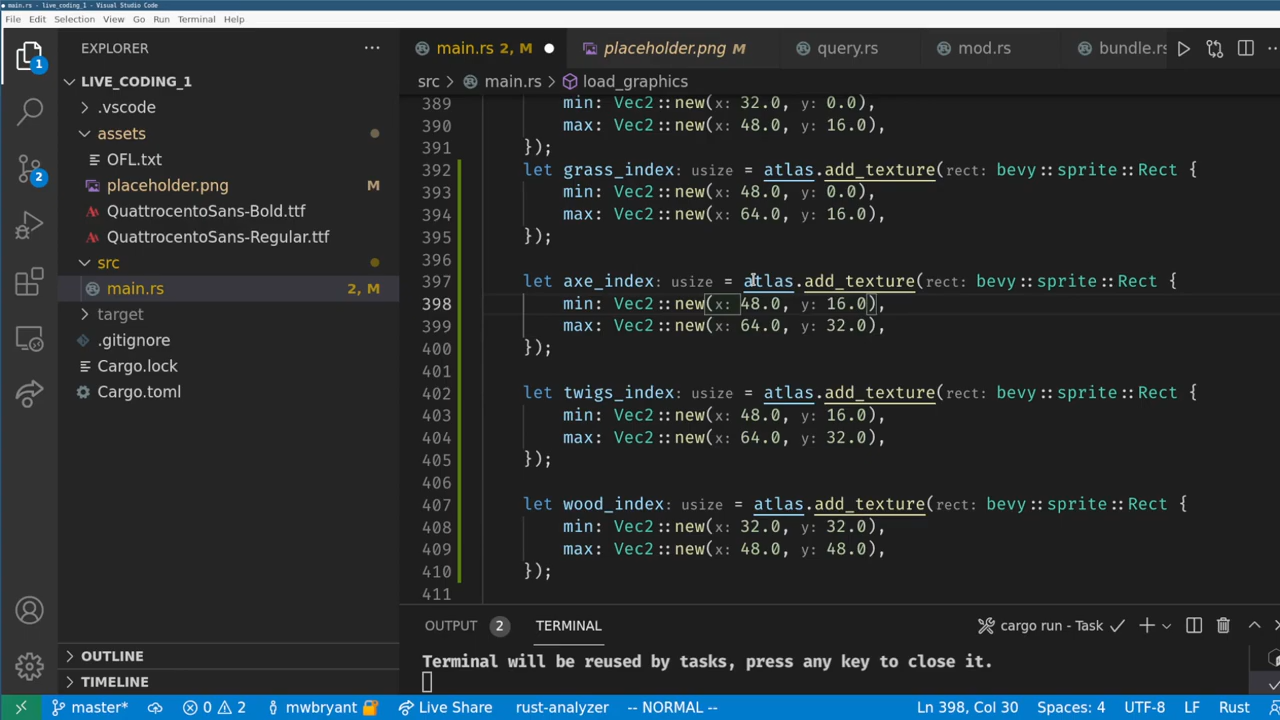 main.rs - live_coding_1 - Visual Studio Code
File Edit Selection View Go Run Terminal Help
EXPLORER
LIVE_CODING_1
.vscode
assets
OFL.txt
placeholder.png M
QuattrocentoSans-Bold.ttf
QuattrocentoSans-Regular.ttf
src
main.rs 2, M
target
.gitignore
Cargo.lock
Cargo.toml
OUTLINE
TIMELINE
1
2
main.rs 2, M placeholder.png M query.rs mod.rs bundle.rs
src > main.rs > load_graphics
389 min: Vec2::new(x: 32.0, y: 0.0),
390 max: Vec2::new(x: 48.0, y: 16.0),
391 });
392 let grass_index: usize = atlas.add_texture(rect: bevy::sprite::Rect {
393 min: Vec2::new(x: 48.0, y: 0.0),
394 max: Vec2::new(x: 64.0, y: 16.0),
395 });
396
397 let axe_index: usize = atlas.add_texture(rect: bevy::sprite::Rect {
398 min: Vec2::new(x: 48.0, y: 16.0),
399 max: Vec2::new(x: 64.0, y: 32.0),
400 });
401
402 let twigs_index: usize = atlas.add_texture(rect: bevy::sprite::Rect {
403 min: Vec2::new(x: 48.0, y: 16.0),
404 max: Vec2::new(x: 64.0, y: 32.0),
405 });
406
407 let wood_index: usize = atlas.add_texture(rect: bevy::sprite::Rect {
408 min: Vec2::new(x: 32.0, y: 32.0),
409 max: Vec2::new(x: 48.0, y: 48.0),
410 });
411
OUTPUT 2 TERMINAL cargo run - Task
Terminal will be reused by tasks, press any key to close it.
master* 0 2 mwbryant Live Share rust-analyzer -- NORMAL -- Ln 398, Col 30 Spaces: 4 UTF-8 LF Rust